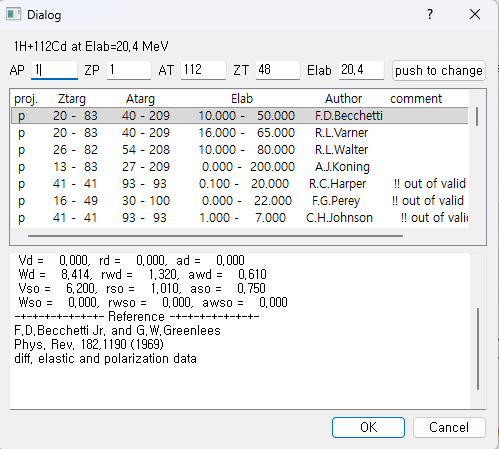 Dialog
1H+112Cd at Elab=20,4 MeV
AP 1 ZP 1 AT 112 ZT 48 Elab 20,4 push to change
proj. Ztarg Atarg Elab Author comment
p 20 - 83 40 - 209 10.000 - 50.000 F.D.Becchetti
p 20 - 83 40 - 209 16.000 - 65.000 R.L.Varner
p 26 - 82 54 - 208 10.000 - 80.000 R.L.Walter
p 13 - 83 27 - 209 0.000 - 200.000 A.J.Koning
p 41 - 41 93 - 93 0.100 - 20.000 R.C.Harper !! out of valid
p 16 - 49 30 - 100 0.000 - 22.000 F.G.Perey !! out of valid
p 41 - 41 93 - 93 1.000 - 7.000 C.H.Johnson !! out of valid
Vd = 0,000, rd = 0,000, ad = 0,000
Wd = 8,414, rwd = 1,320, awd = 0,610
Vso = 6,200, rso = 1,010, aso = 0,750
Wso = 0,000, rwso = 0,000, awso = 0,000
-+-+-+-+-+-+- Reference -+-+-+-+-+-+-
F,D,Becchetti Jr, and G,W,Greenlees
Phys, Rev, 182,1190 (1969)
diff, elastic and polarization data
OK Cancel